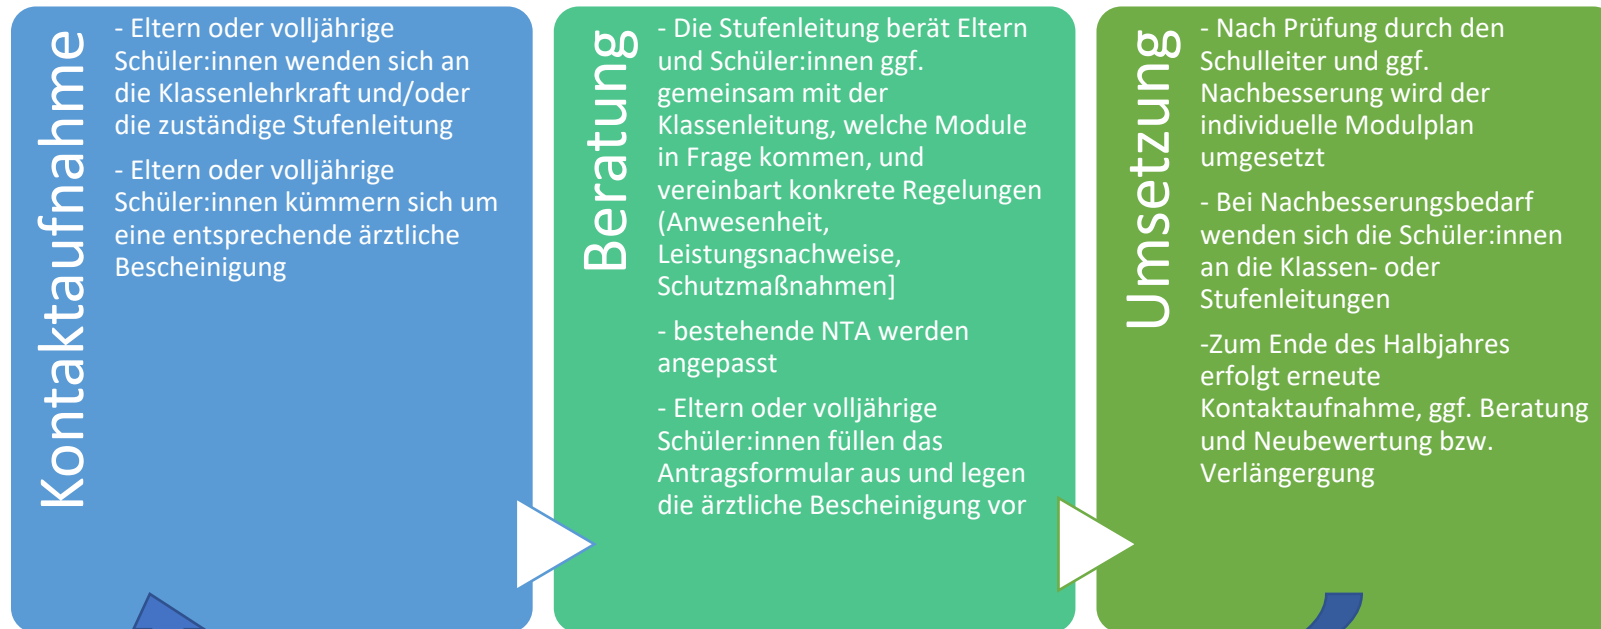 Kontaktaufnahme
- Eltern oder volljährige
Schüler:innen wenden sich an
die Klassenlehrkraft und/oder
die zuständige Stufenleitung
- Eltern oder volljährige
Schüler:innen kümmern sich um
eine entsprechende ärztliche
Bescheinigung
Beratung
- Die Stufenleitung berät Eltern
und Schüler:innen ggf.
gemeinsam mit der
Klassenleitung, welche Module
in Frage kommen, und
vereinbart konkrete Regelungen
(Anwesenheit,
Leistungsnachweise,
Schutzmaßnahmen]
- bestehende NTA werden
angepasst
- Eltern oder volljährige
Schüler:innen füllen das
Antragsformular aus und legen
die ärztliche Bescheinigung vor
Umsetzung
- Nach Prüfung durch den
Schulleiter und ggf.
Nachbesserung wird der
individuelle Modulplan
umgesetzt
- Bei Nachbesserungsbedarf
wenden sich die Schüler:innen
an die Klassen- oder
Stufenleitungen
-Zum Ende des Halbjahres
erfolgt erneute
Kontaktaufnahme, ggf. Beratung
und Neubewertung bzw.
Verlängergung